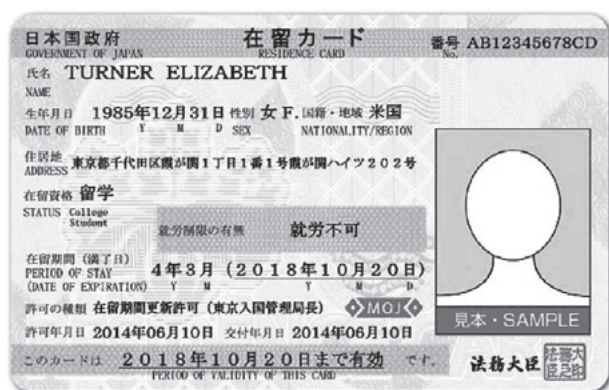 日本国政府 在留カード 番号 AB12345678CD
GOVERNMENT OF JAPAN RESIDENCE CARD No.
氏名 TURNER ELIZABETH
NAME
生年月日 1985年12月31日 性別 女 F. 国籍・地域 米国
DATE OF BIRTH Y M D SEX NATIONALITY/REGION
住居地 東京都千代田区霞が関1丁目1番1号霞が関ハイツ202号
ADDRESS
在留資格 留学
STATUS College Student
就労制限の有無 就労不可
在留期間(満了日)
PERIOD OF STAY
(DATE OF EXPIRATION)
4年3月(2018年10月20日)
Y M Y M D
許可の種類 在留期間更新許可(東京入国管理局長) MOJ
許可年月日 2014年06月10日 交付年月日 2014年06月10日
見本・SAMPLE
このカードは 2018年10月20日まで有効 です。
PERIOD OF VALIDITY OF THIS CARD
法務大臣